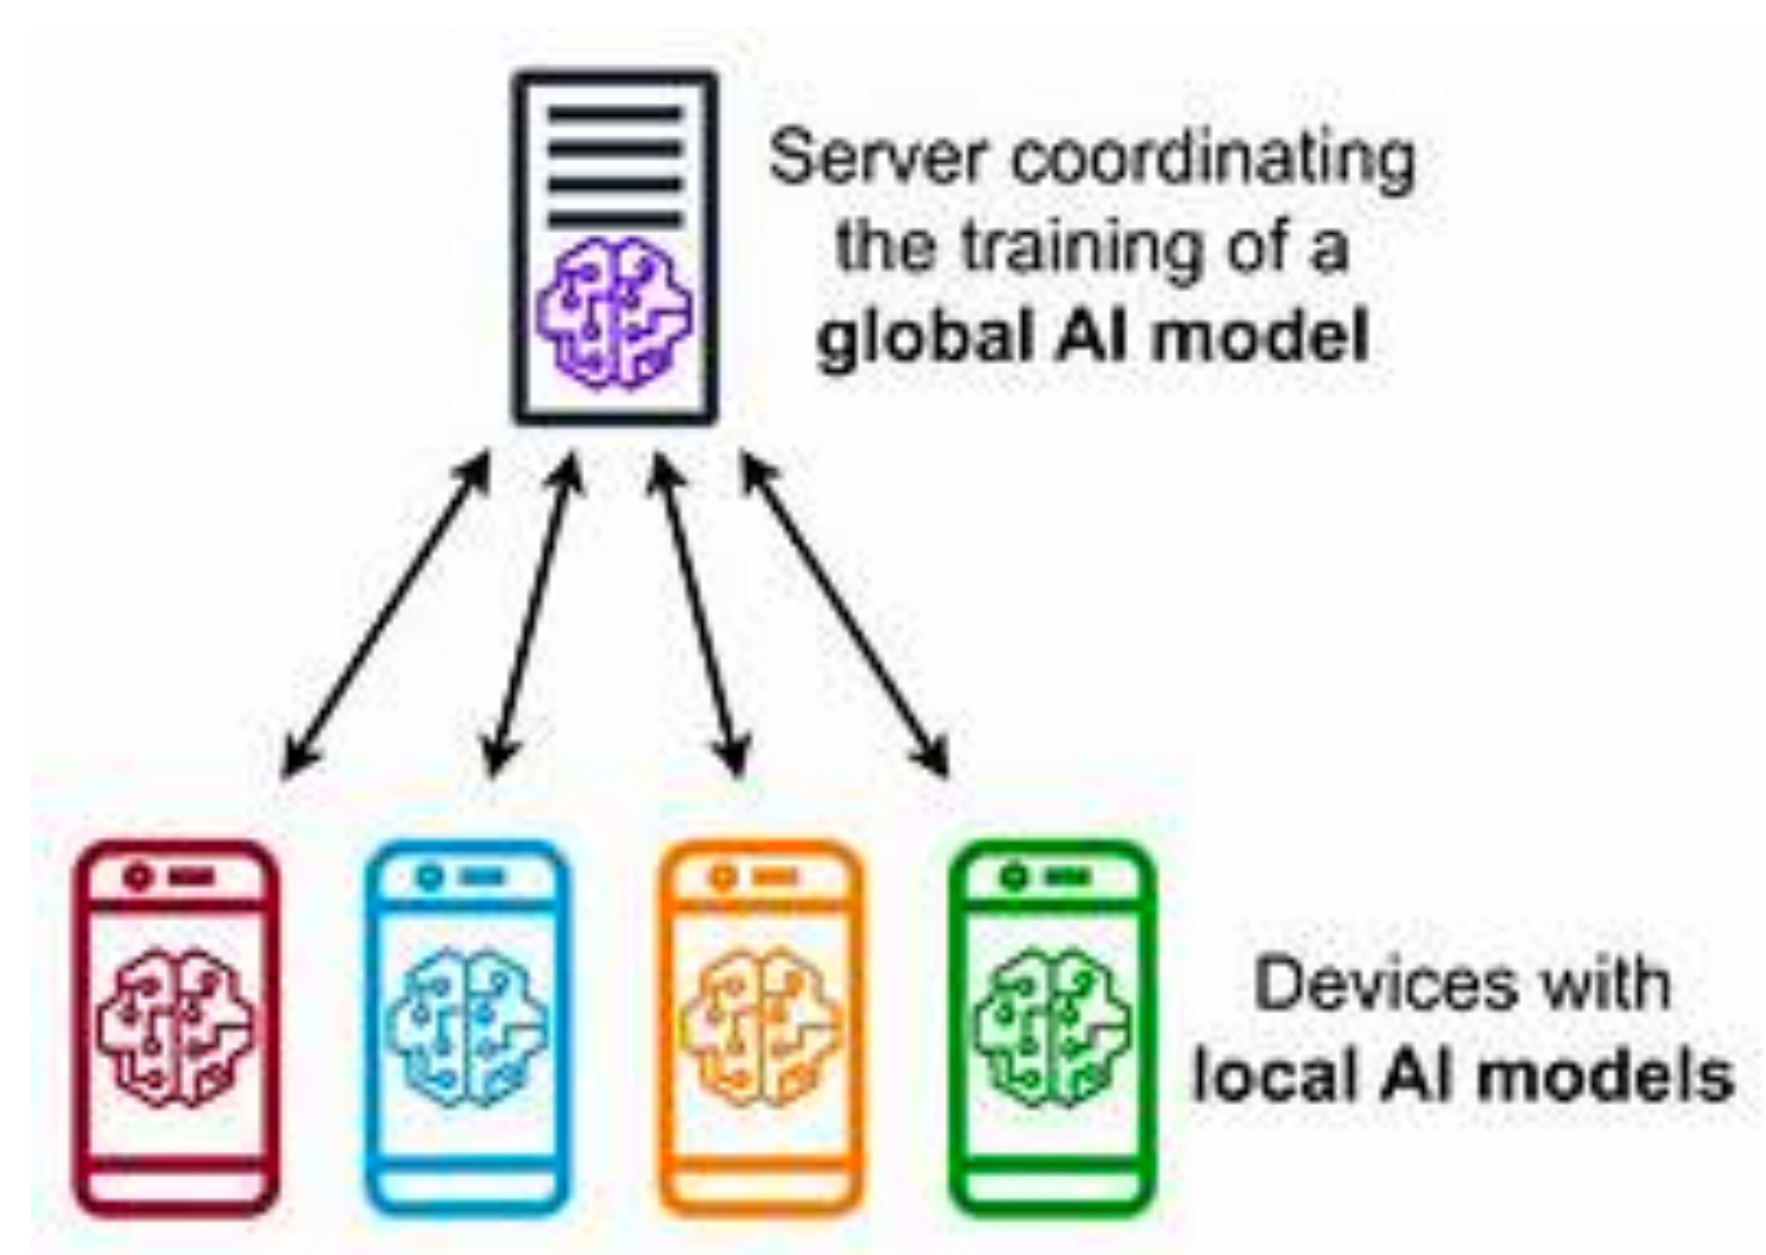 Server coordinating
the training of a
global AI model
Devices with
local AI models